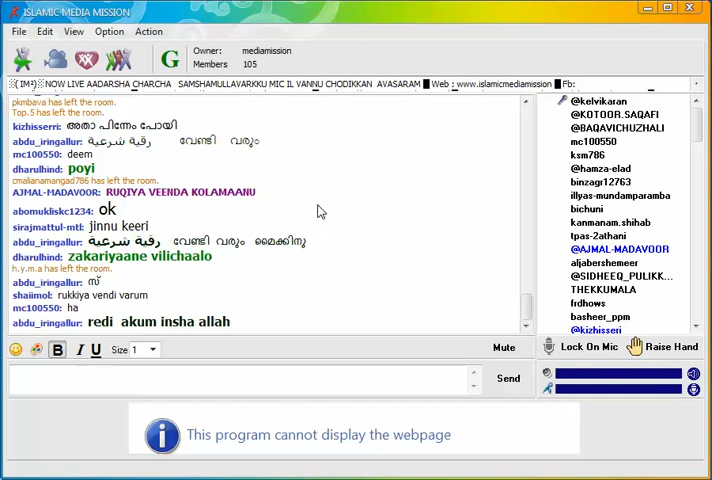 ISLAMIC MEDIA MISSION
File Edit View Option Action
G Owner: mediamission
Members 105
(IM²) NOW LIVE AADARSHA CHARCHA SAMSHAMULLAVARKKU MIC IL VANNU CHODIKKAN AVASARAM Web : www.islamicmediamission Fb:
pkmbava has left the room.
Top.5 has left the room.
kizhisserri: അതാ പിന്നേം പോയി
abdu_iringallur: رقية شرعية വേണ്ടി വരും
mc100550: deem
dharulhind: poyi
cmalianamangad786 has left the room.
AJMAL-MADAVOOR: RUQIYA VEENDA KOLAMAANU
abomukliskc1234: ok
sirajmattul-mtl: jinnu keeri
abdu_iringallur: رقية شرعية വേണ്ടി വരും മൈക്കിനു
dharulhind: zakariyaane vilichaalo
h.y.m.a has left the room.
abdu_iringallur: സ്
shaiimol: rukkiya vendi varum
mc100550: ha
abdu_iringallur: redi akum insha allah
@kelvikaran
@KOTOOR.SAQAFI
@BAQAVICHUZHALI
mc100550
ksm786
@hamza-elad
binzagr12763
illyas-mundamparamba
bichuni
kanmanam.shihab
tpas-2athani
@AJMAL-MADAVOOR
aljabershemeer
@SIDHEEQ_PULIKK...
THEKKUMALA
frdhows
basheer_ppm
@kizhisseri
B I U Size 1 Mute Lock On Mic Raise Hand
Send
This program cannot display the webpage